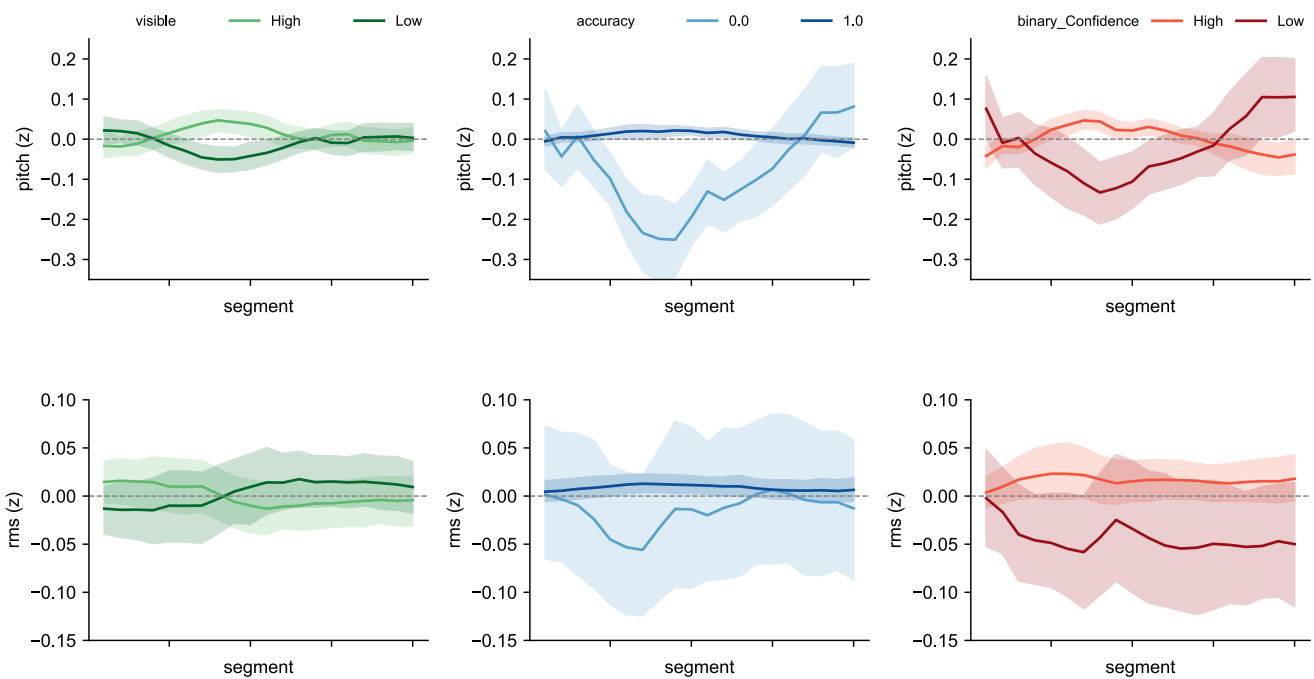 visible High Low
0.2
0.1
0.0
−0.1
−0.2
−0.3
pitch (z)
segment
accuracy 0.0 1.0
0.2
0.1
0.0
−0.1
−0.2
−0.3
pitch (z)
segment
binary_Confidence High Low
0.2
0.1
0.0
−0.1
−0.2
−0.3
pitch (z)
segment
0.10
0.05
0.00
−0.05
−0.10
−0.15
rms (z)
segment
0.10
0.05
0.00
−0.05
−0.10
−0.15
rms (z)
segment
0.10
0.05
0.00
−0.05
−0.10
−0.15
rms (z)
segment